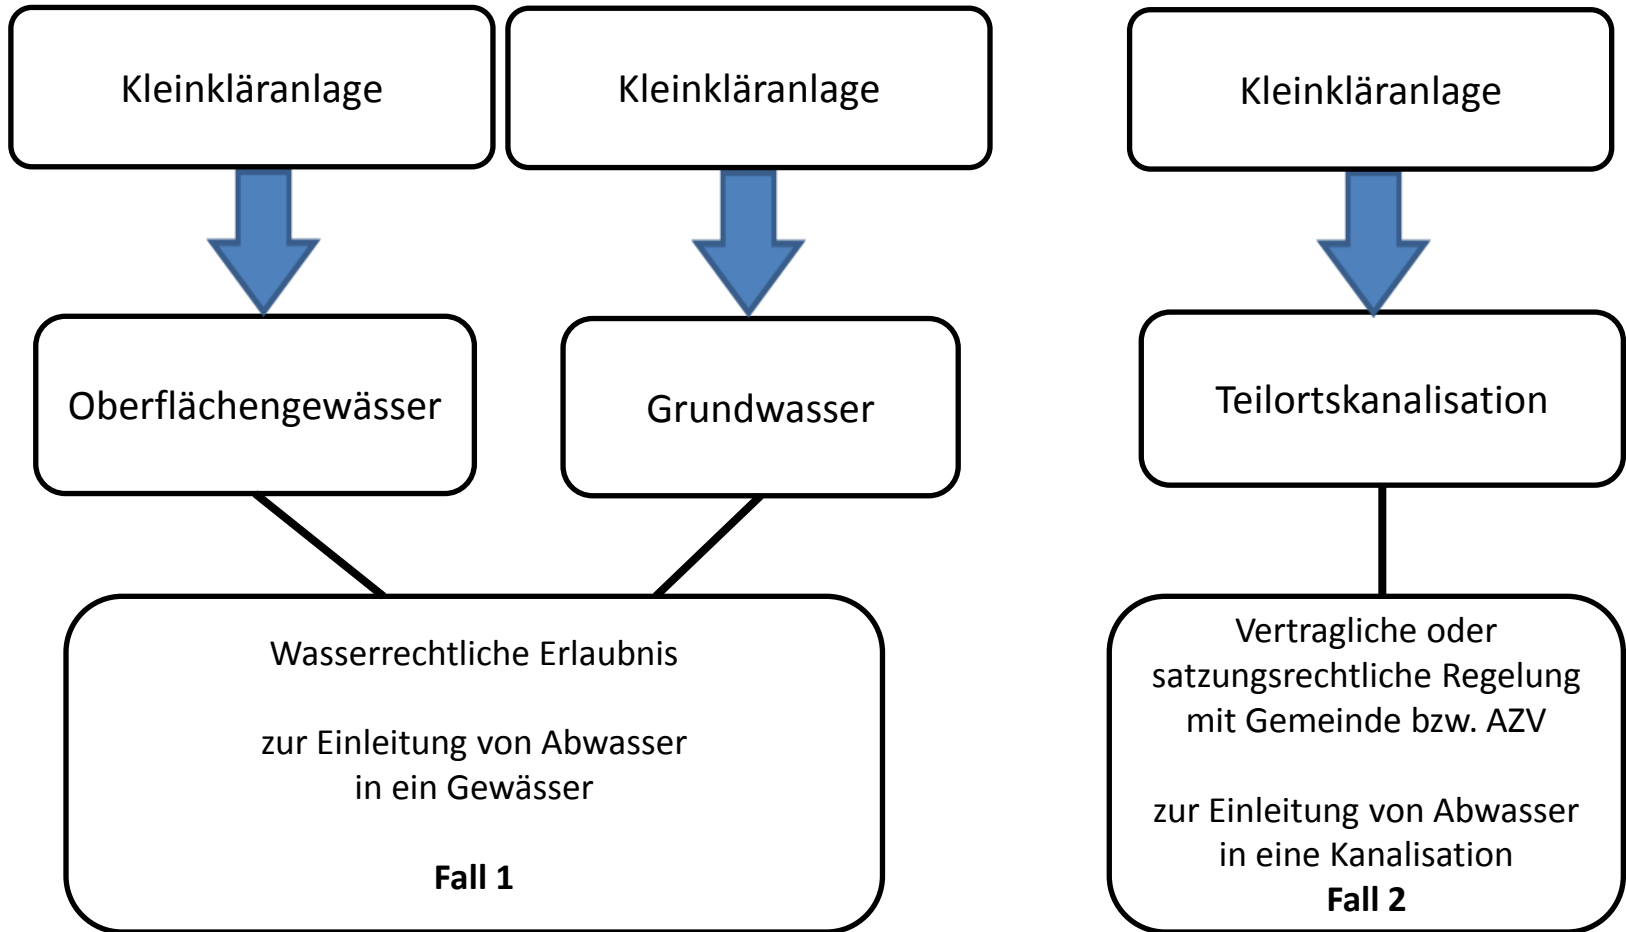 Kleinkläranlage
Kleinkläranlage
Kleinkläranlage
Oberflächengewässer
Grundwasser
Teilortskanalisation
Wasserrechtliche Erlaubnis
zur Einleitung von Abwasser
in ein Gewässer
Fall 1
Vertragliche oder
satzungsrechtliche Regelung
mit Gemeinde bzw. AZV
zur Einleitung von Abwasser
in eine Kanalisation
Fall 2